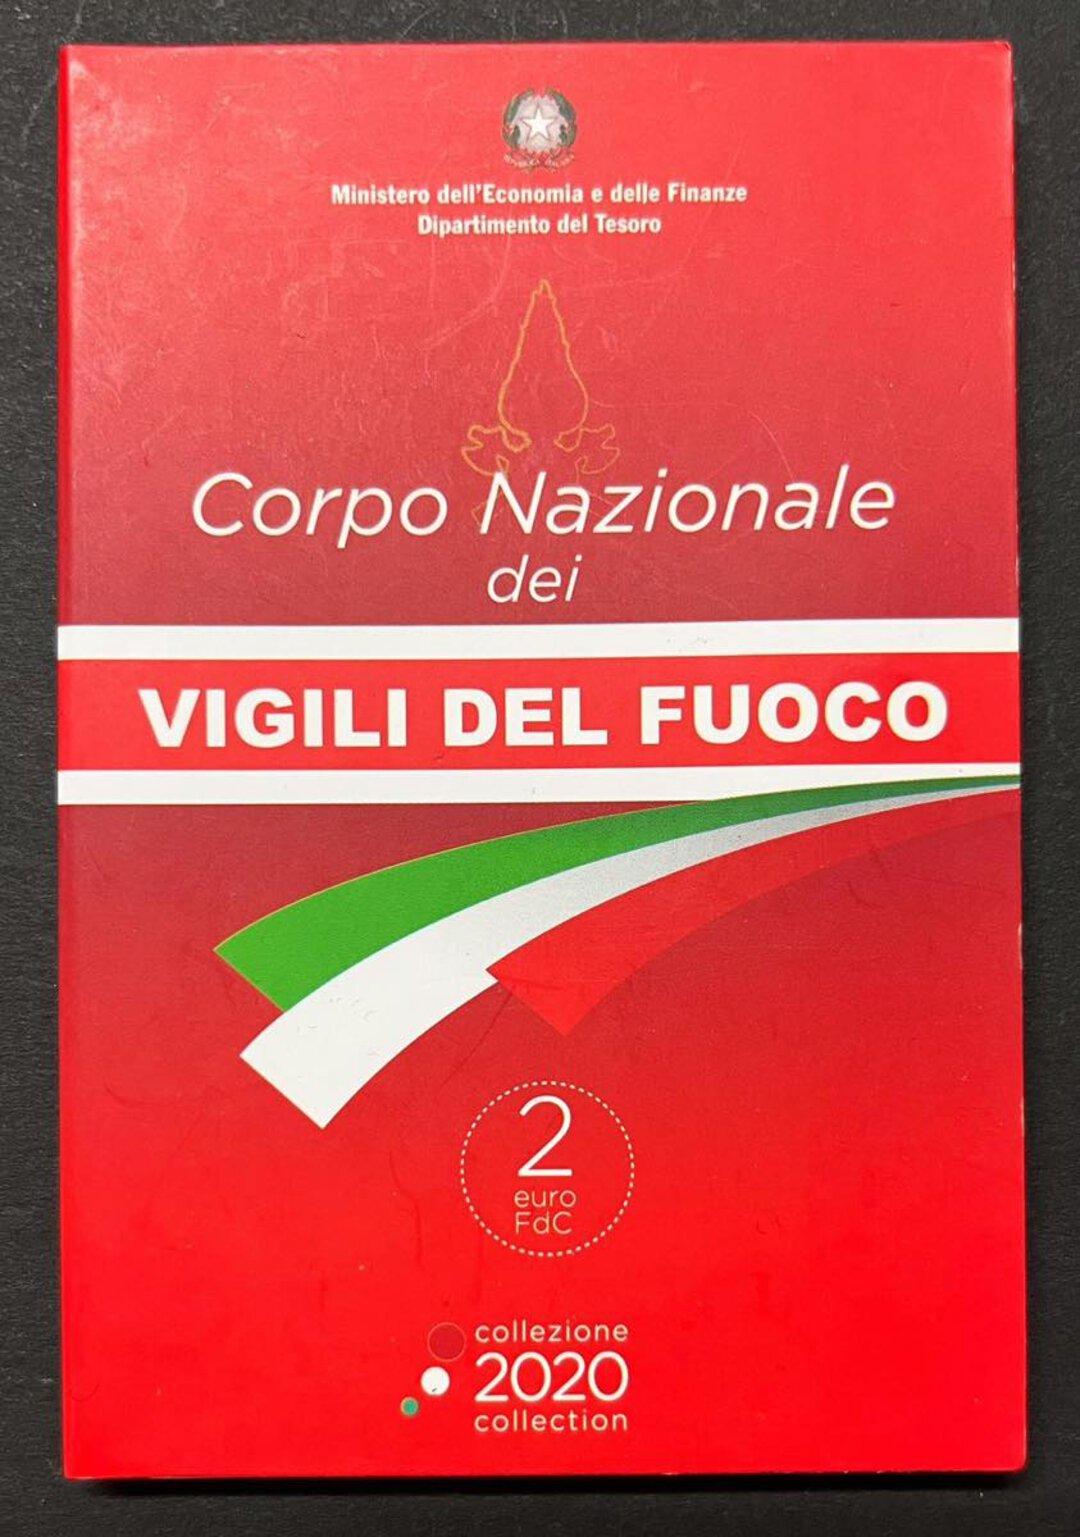 Ministero dell'Economia e delle Finanze
Dipartimento del Tesoro
Corpo Nazionale
dei
VIGILI DEL FUOCO
2
euro
FdC
collezione
2020
collection